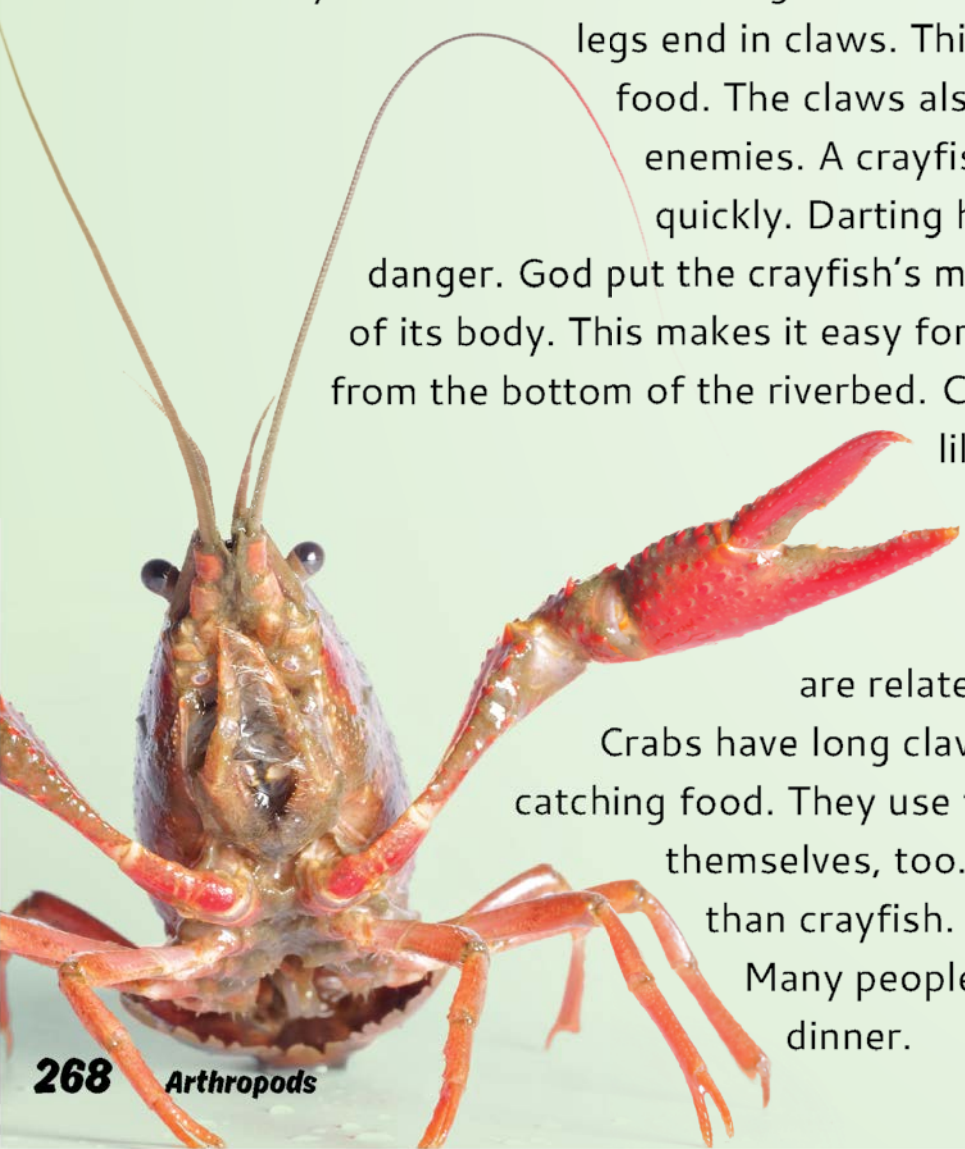 legs end in claws. Thi
food. The claws als
enemies. A crayfis
quickly. Darting h
danger. God put the crayfish's m
of its body. This makes it easy for
from the bottom of the riverbed. C
lil
are relate
Crabs have long clav
catching food. They use
themselves, too.
than crayfish.
Many people
dinner.
268 Arthropods